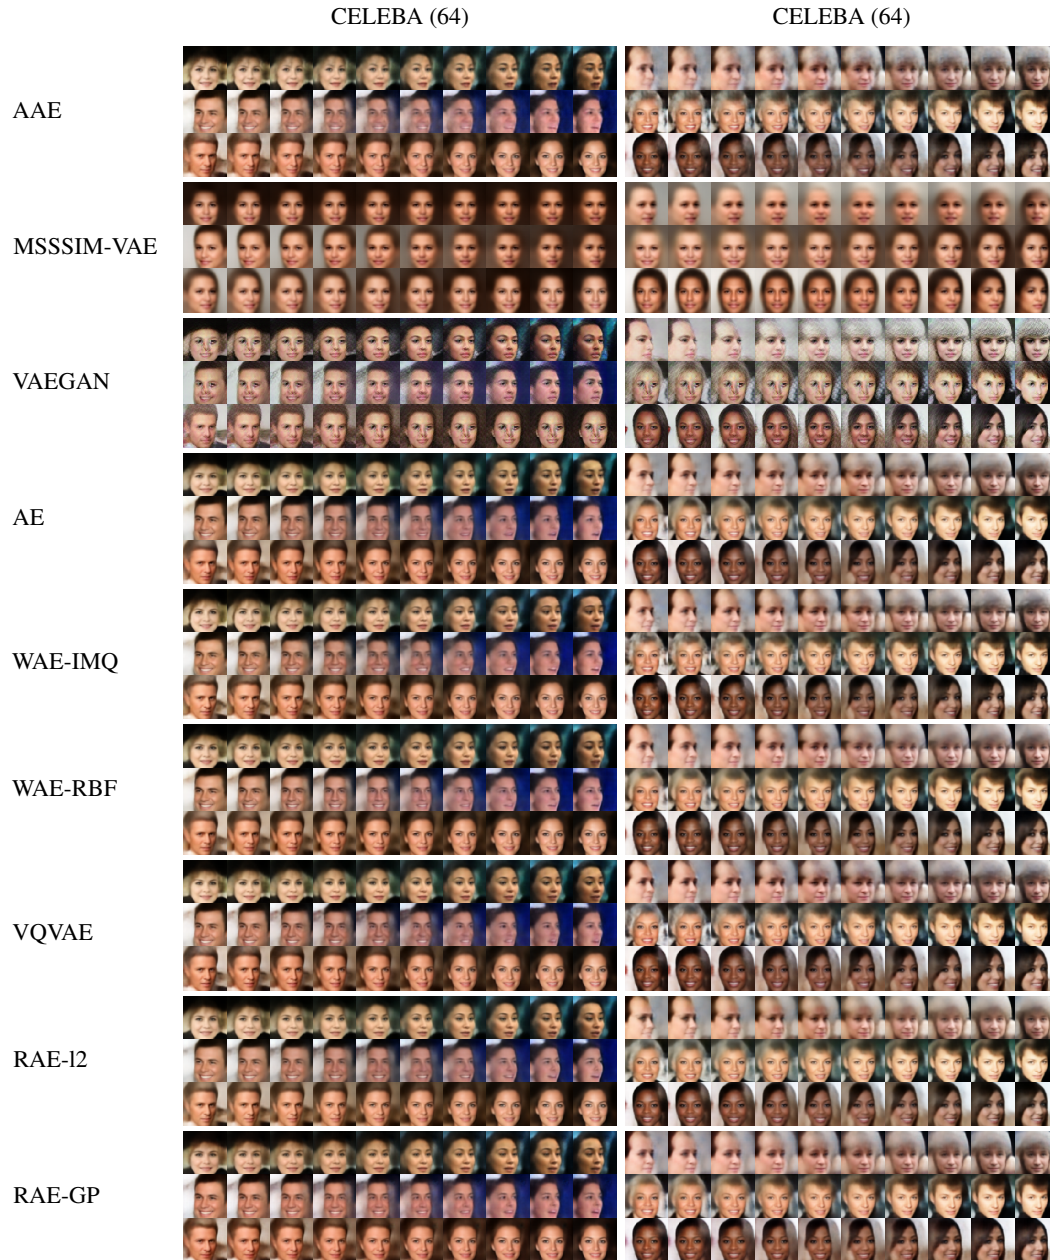 CELEBA (64) CELEBA (64)
AAE
MSSSIM-VAE
VAEGAN
AE
WAE-IMQ
WAE-RBF
VQVAE
RAE-l2
RAE-GP